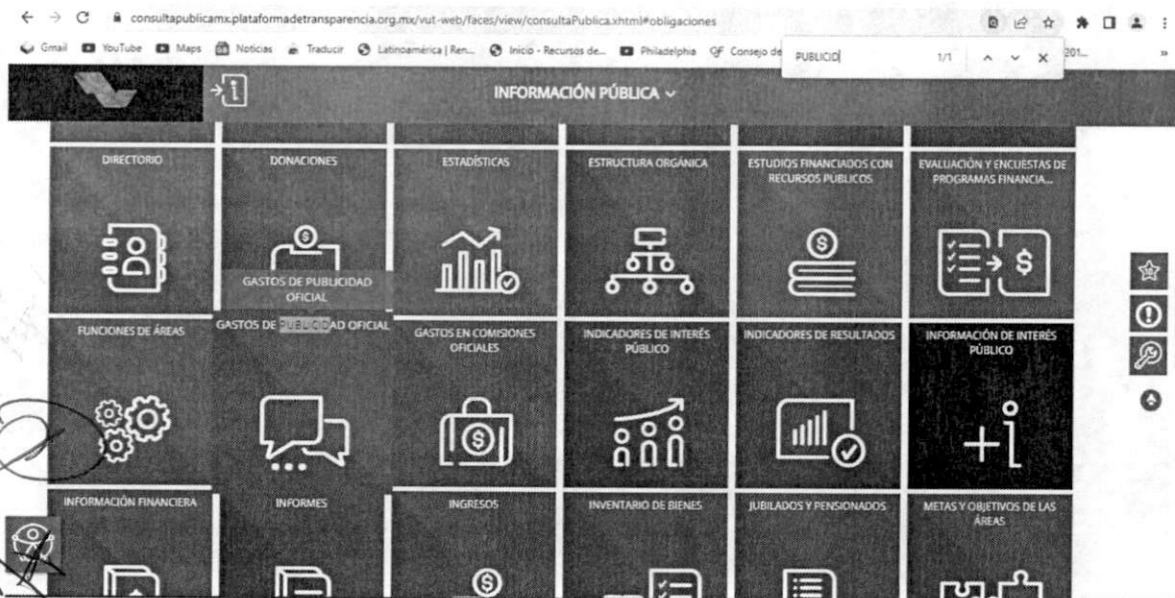 consultapublicamx.plataformadetransparencia.org.mx/vut-web/faces/view/consultaPublica.xhtml#obligaciones
Gmail YouTube Maps Noticias Traducir Latinoamérica | Ren... Inicio - Recursos de... Philadelphia Consejo de 201...
PUBLICID 1/1
INFORMACIÓN PÚBLICA
DIRECTORIO
DONACIONES
ESTADÍSTICAS
ESTRUCTURA ORGÁNICA
ESTUDIOS FINANCIADOS CON
RECURSOS PÚBLICOS
EVALUACIÓN Y ENCUESTAS DE
PROGRAMAS FINANCIA...
GASTOS DE PUBLICIDAD
OFICIAL
FUNCIONES DE ÁREAS
GASTOS DE PUBLICIDAD OFICIAL
GASTOS EN COMISIONES
OFICIALES
INDICADORES DE INTERÉS
PÚBLICO
INDICADORES DE RESULTADOS
INFORMACIÓN DE INTERÉS
PÚBLICO
INFORMACIÓN FINANCIERA
INFORMES
INGRESOS
INVENTARIO DE BIENES
JUBILADOS Y PENSIONADOS
METAS Y OBJETIVOS DE LAS
ÁREAS